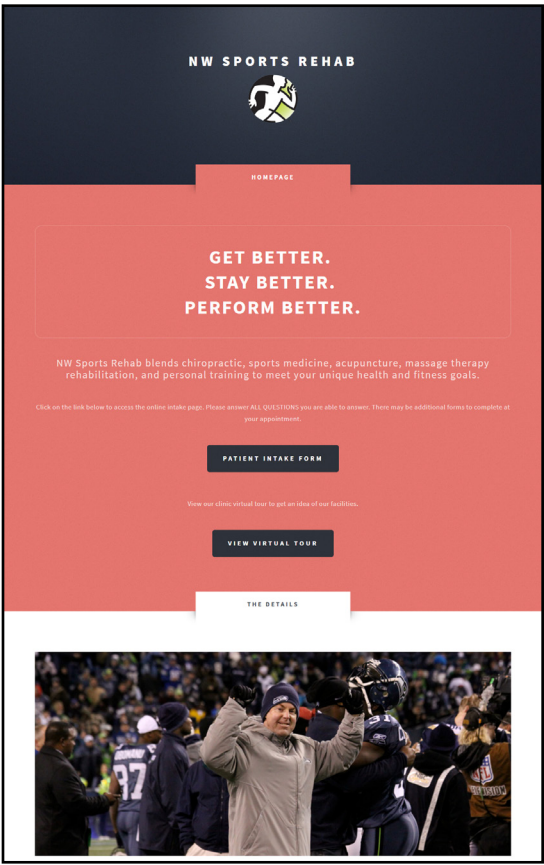 NW SPORTS REHAB
HOMEPAGE
GET BETTER.
STAY BETTER.
PERFORM BETTER.
NW Sports Rehab blends chiropractic, sports medicine, acupuncture, massage therapy
rehabilitation, and personal training to meet your unique health and fitness goals.
Click on the link below to access the online intake page. Please answer ALL QUESTIONS you are able to answer. There may be additional forms to complete at
your appointment.
PATIENT INTAKE FORM
View our clinic virtual tour to get an idea of our facilities.
VIEW VIRTUAL TOUR
THE DETAILS
97
91
NFL